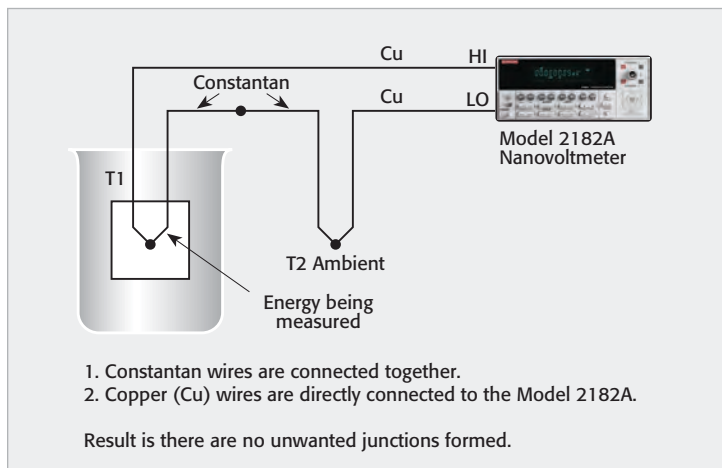 Cu
HI
Constantan
Cu
LO
Model 2182A
Nanovoltmeter
T1
T2 Ambient
Energy being
measured
1. Constantan wires are connected together.
2. Copper (Cu) wires are directly connected to the Model 2182A.
Result is there are no unwanted junctions formed.